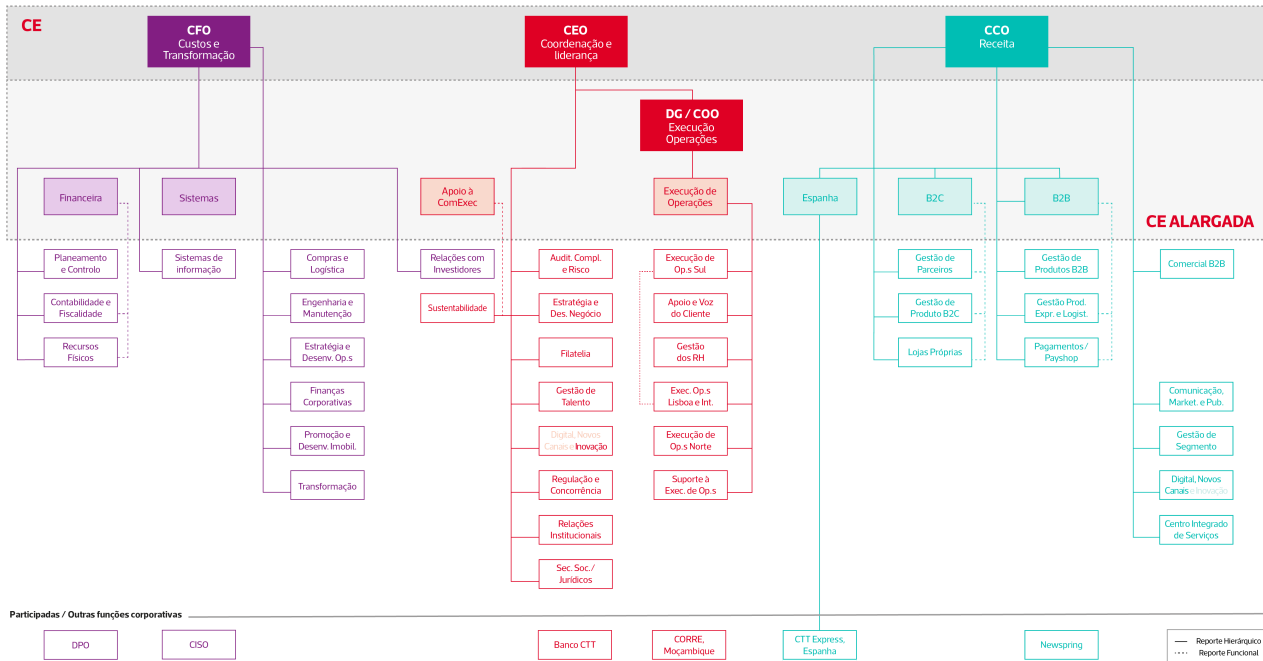 CE
CFO
Custos e
Transformação
CEO
Coordenação e
liderança
CCO
Receita
DG / COO
Execução
Operações
Financeira
Sistemas
Apoio à
ComExec
Execução de
Operações
Espanha
B2C
B2B
CE ALARGADA
Planeamento
e Controlo
Contabilidade e
Fiscalidade
Recursos
Físicos
Sistemas de
informação
Compras e
Logística
Engenharia e
Manutenção
Estratégia e
Desenv. Op.s
Finanças
Corporativas
Promoção e
Desenv. Imobil.
Transformação
Relações com
Investidores
Sustentabilidade
Audit. Compl.
e Risco
Estratégia e
Des. Negócio
Filatelia
Gestão de
Talento
Digital, Novos
Canais e Inovação
Regulação e
Concorrência
Relações
Institucionais
Sec. Soc./
Jurídicos
Execução de
Op.s Sul
Apoio e Voz
do Cliente
Gestão
dos RH
Exec. Op.s
Lisboa e Int.
Execução de
Op.s Norte
Suporte à
Exec. de Op.s
Gestão de
Parceiros
Gestão de
Produto B2C
Lojas Próprias
Gestão de
Produtos B2B
Gestão Prod.
Expr. e Logist.
Pagamentos /
Payshop
Comercial B2B
Comunicação,
Market. e Pub.
Gestão de
Segmento
Digital, Novos
Canais e Inovação
Centro Integrado
de Serviços
Participadas / Outras funções corporativas
DPO
CISO
Banco CTT
CORRE,
Moçambique
CTT Express,
Espanha
Newspring
Reporte Hierárquico
Reporte Funcional